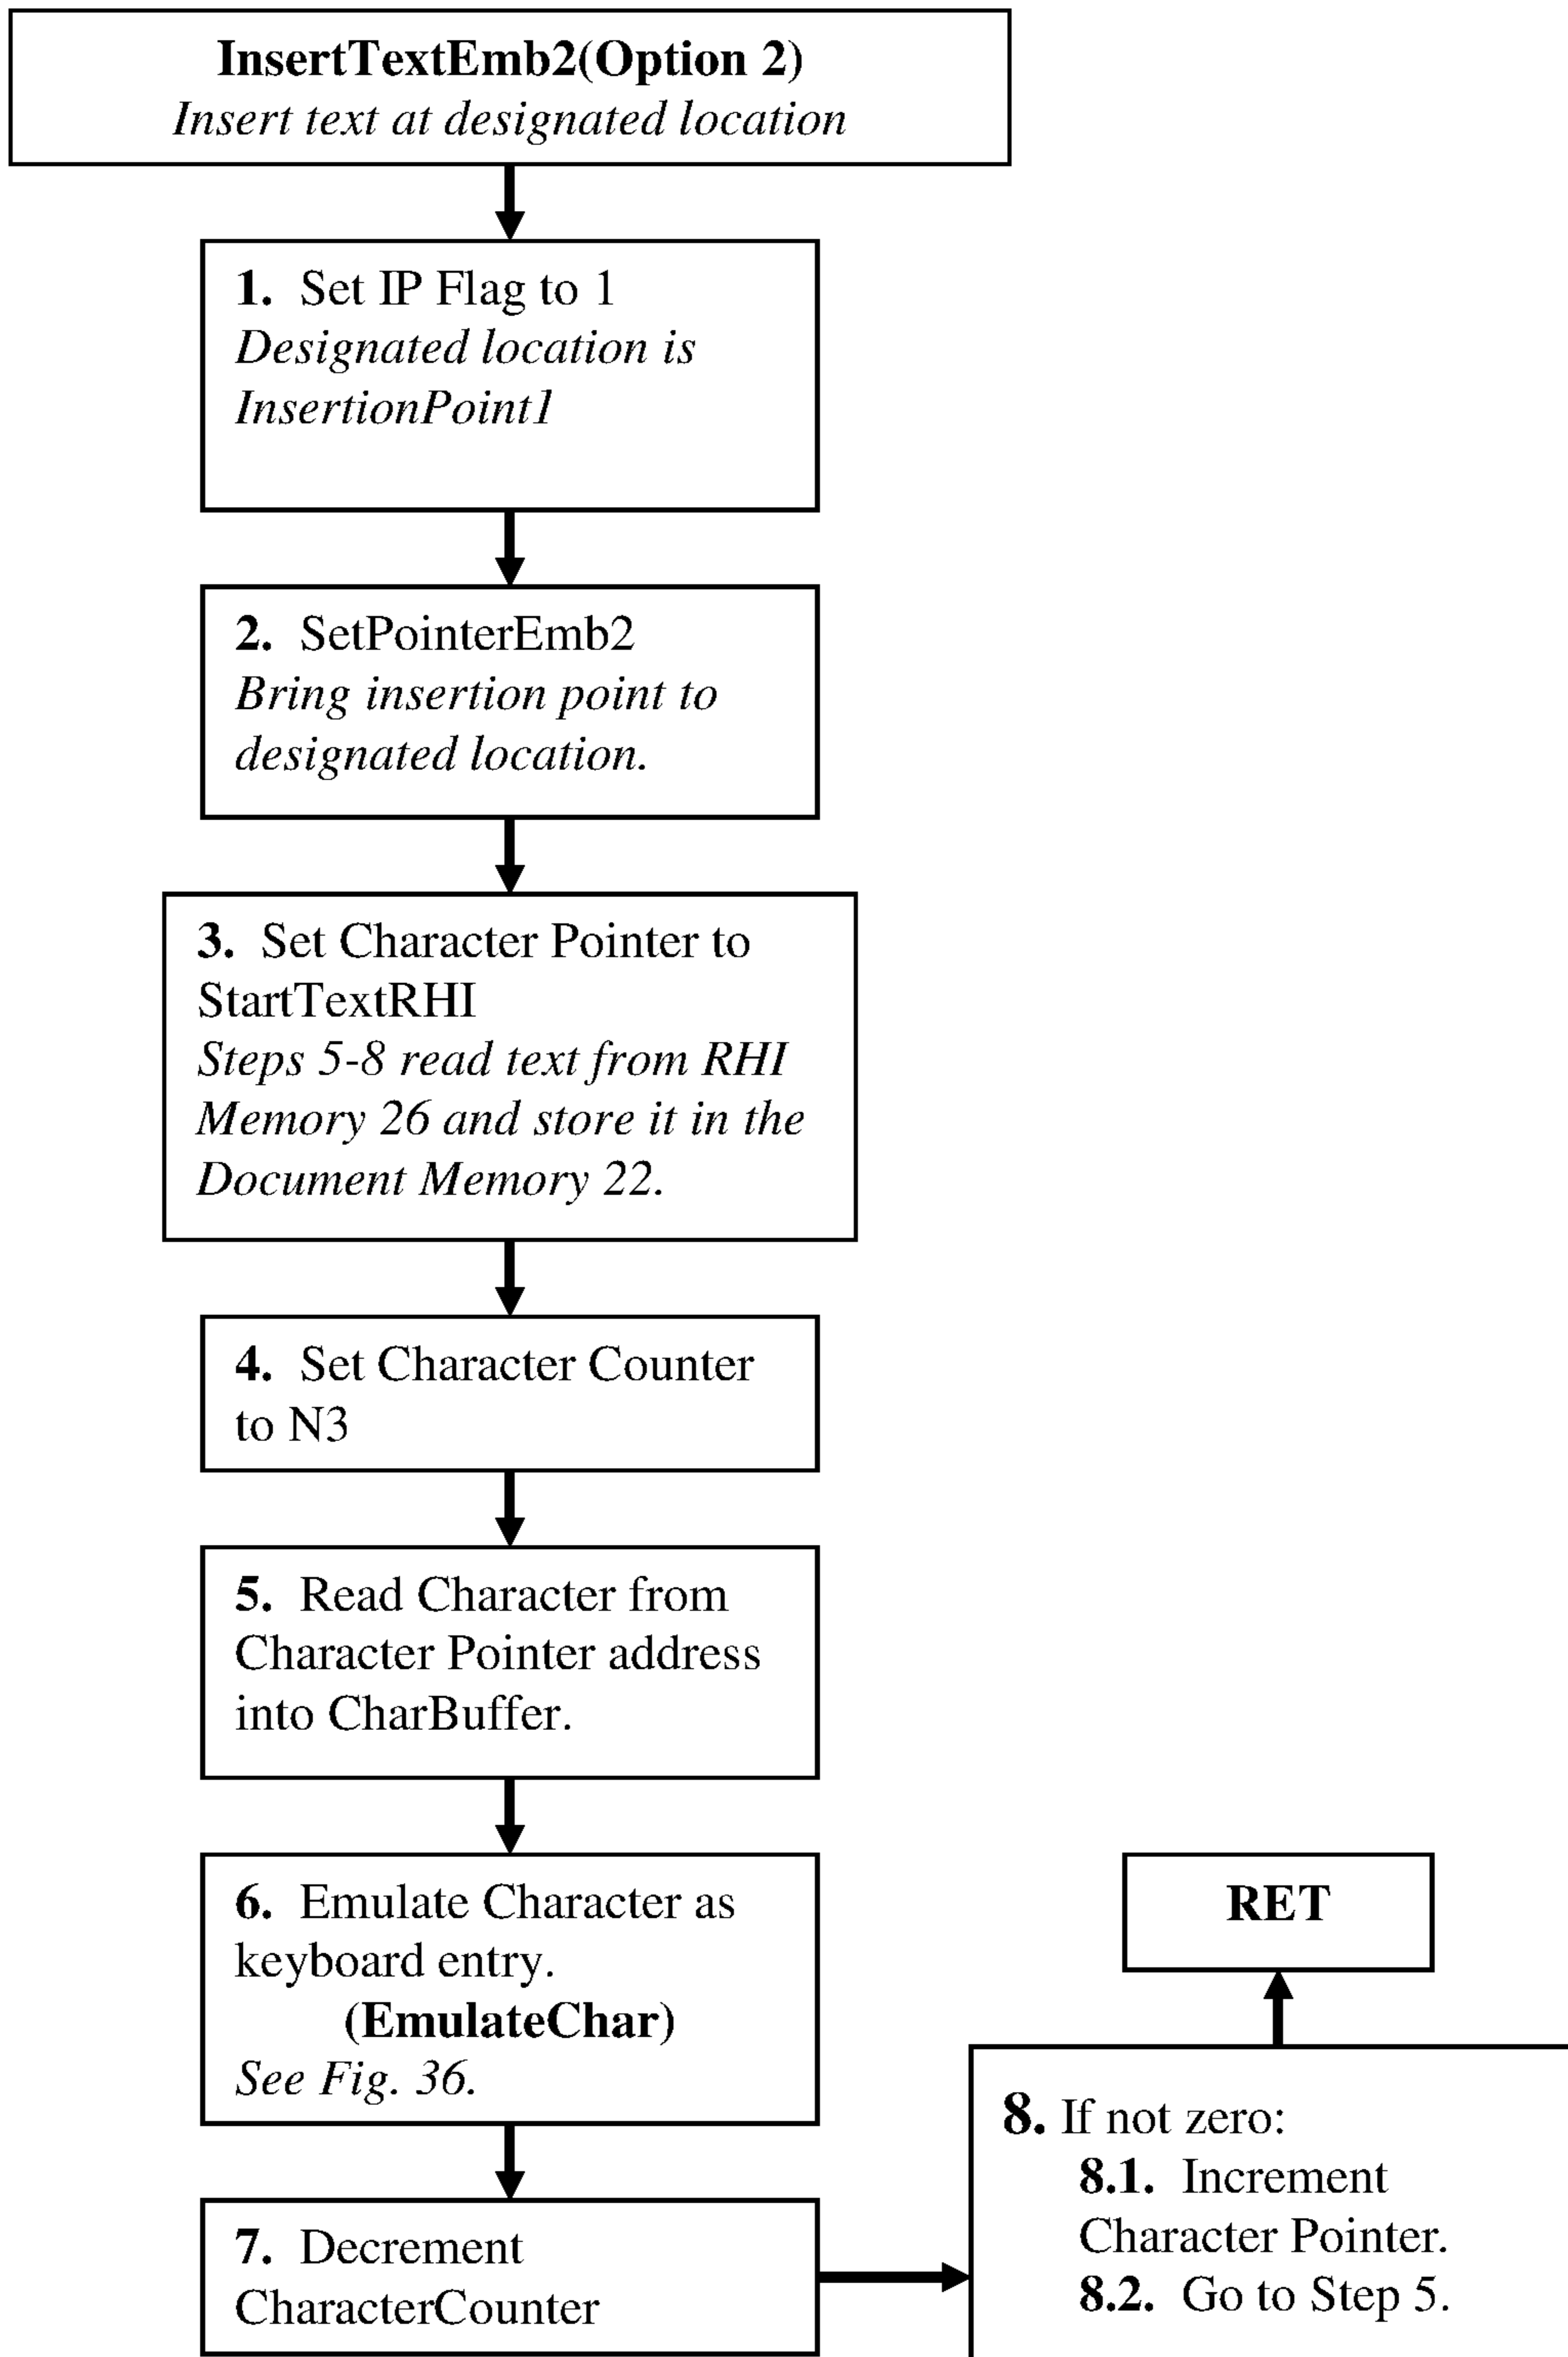 InsertTextEmb2(Option 2)
Insert text at designated location
1. Set IP Flag to 1
Designated location is
InsertionPoint1
2. SetPointerEmb2
Bring insertion point to
designated location.
3. Set Character Pointer to
StartTextRHI
Steps 5-8 read text from RHI
Memory 26 and store it in the
Document Memory 22.
4. Set Character Counter
to N3
5. Read Character from
Character Pointer address
into CharBuffer.
6. Emulate Character as
keyboard entry.
(EmulateChar)
See Fig. 36.
7. Decrement
CharacterCounter
8. If not zero:
8.1. Increment
Character Pointer.
8.2. Go to Step 5.
RET